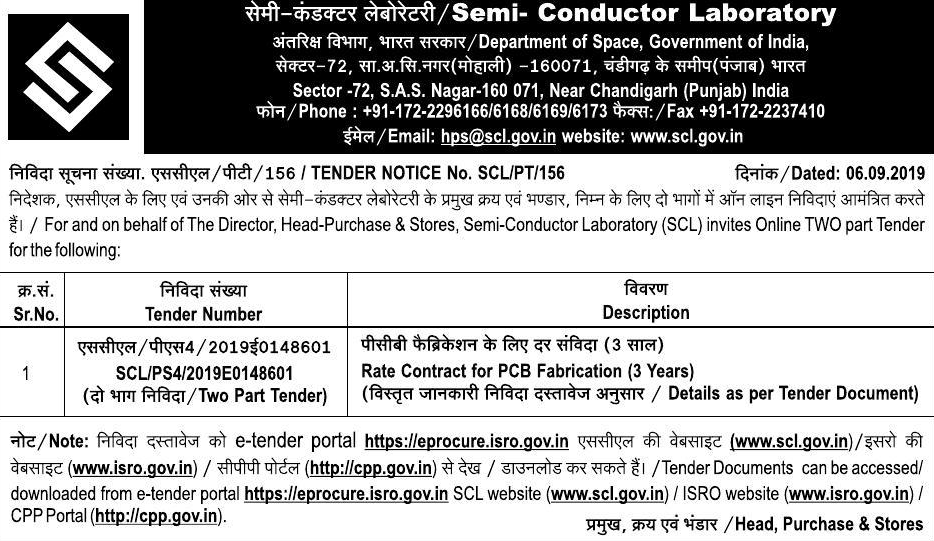 सेमी-कंडक्टर लेबोरेटरी/Semi- Conductor Laboratory
अंतरिक्ष विभाग, भारत सरकार/Department of Space, Government of India,
सेक्टर-72, सा.अ.सि.नगर(मोहाली) -160071, चंडीगढ़ के समीप(पंजाब) भारत
Sector -72, S.A.S. Nagar-160 071, Near Chandigarh (Punjab) India
फोन/Phone : +91-172-2296166/6168/6169/6173 फैक्स:/Fax +91-172-2237410
ईमेल/Email: hps@scl.gov.in website: www.scl.gov.in
निविदा सूचना संख्या. एससीएल/पीटी/156 / TENDER NOTICE No. SCL/PT/156 दिनांक/Dated: 06.09.2019
निदेशक, एससीएल के लिए एवं उनकी ओर से सेमी-कंडक्टर लेबोरेटरी के प्रमुख क्रय एवं भण्डार, निम्न के लिए दो भागों में ऑन लाइन निविदाएं आमंत्रित करते
हैं। / For and on behalf of The Director, Head-Purchase & Stores, Semi-Conductor Laboratory (SCL) invites Online TWO part Tender
for the following:
क्र.सं. निविदा संख्या विवरण
Sr.No. Tender Number Description
एससीएल/पीएस4/2019ई0148601 पीसीबी फैब्रिकेशन के लिए दर संविदा (3 साल)
1 SCL/PS4/2019E0148601 Rate Contract for PCB Fabrication (3 Years)
(दो भाग निविदा/Two Part Tender) (विस्तृत जानकारी निविदा दस्तावेज अनुसार / Details as per Tender Document)
नोट/Note: निविदा दस्तावेज को e-tender portal https://eprocure.isro.gov.in एससीएल की वेबसाइट (www.scl.gov.in)/इसरो की
वेबसाइट (www.isro.gov.in) / सीपीपी पोर्टल (http://cpp.gov.in) से देख / डाउनलोड कर सकते हैं। /Tender Documents can be accessed/
downloaded from e-tender portal https://eprocure.isro.gov.in SCL website (www.scl.gov.in) / ISRO website (www.isro.gov.in) /
CPP Portal (http://cpp.gov.in).
प्रमुख, क्रय एवं भंडार /Head, Purchase & Stores